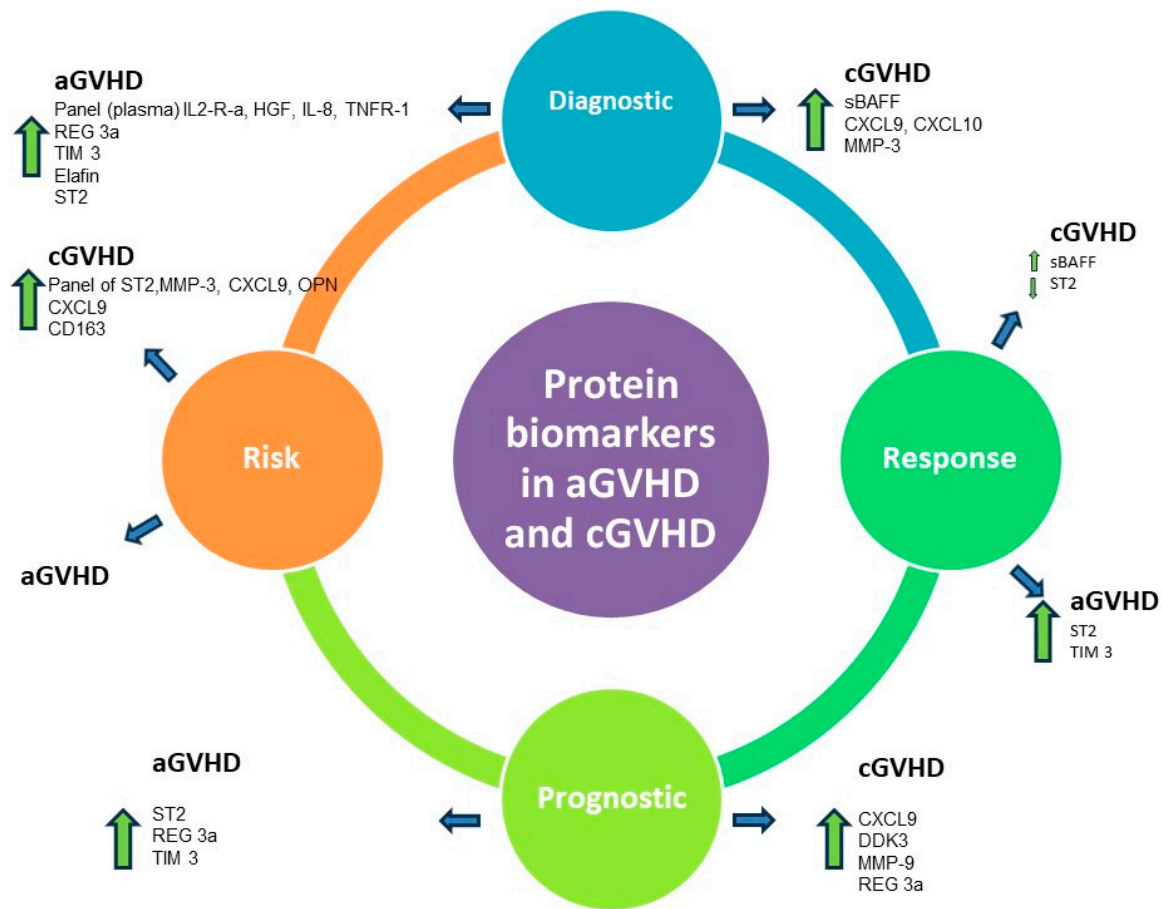 Diagnostic
aGVHD
Panel (plasma) IL2-R-a, HGF, IL-8, TNFR-1
REG 3a
TIM 3
Elafin
ST2
cGVHD
sBAFF
CXCL9, CXCL10
MMP-3
cGVHD
Panel of ST2,MMP-3, CXCL9, OPN
CXCL9
CD163
cGVHD
sBAFF
ST2
Risk
Protein
biomarkers
in aGVHD
and cGVHD
Response
aGVHD
aGVHD
ST2
TIM 3
Prognostic
aGVHD
ST2
REG 3a
TIM 3
cGVHD
CXCL9
DDK3
MMP-9
REG 3a